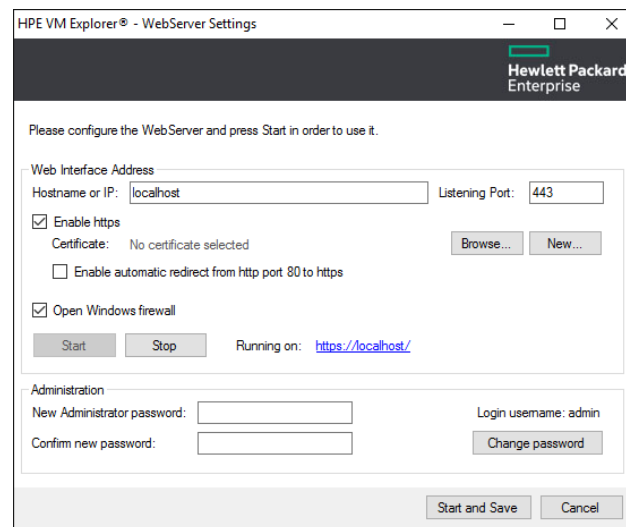 HPE VM Explorer® - WebServer Settings
Hewlett Packard
Enterprise
Please configure the WebServer and press Start in order to use it.
Web Interface Address
Hostname or IP: localhost Listening Port: 443
Enable https
Certificate: No certificate selected Browse... New...
Enable automatic redirect from http port 80 to https
Open Windows firewall
Start Stop Running on: https://localhost/
Administration
New Administrator password: Login username: admin
Confirm new password: Change password
Start and Save Cancel